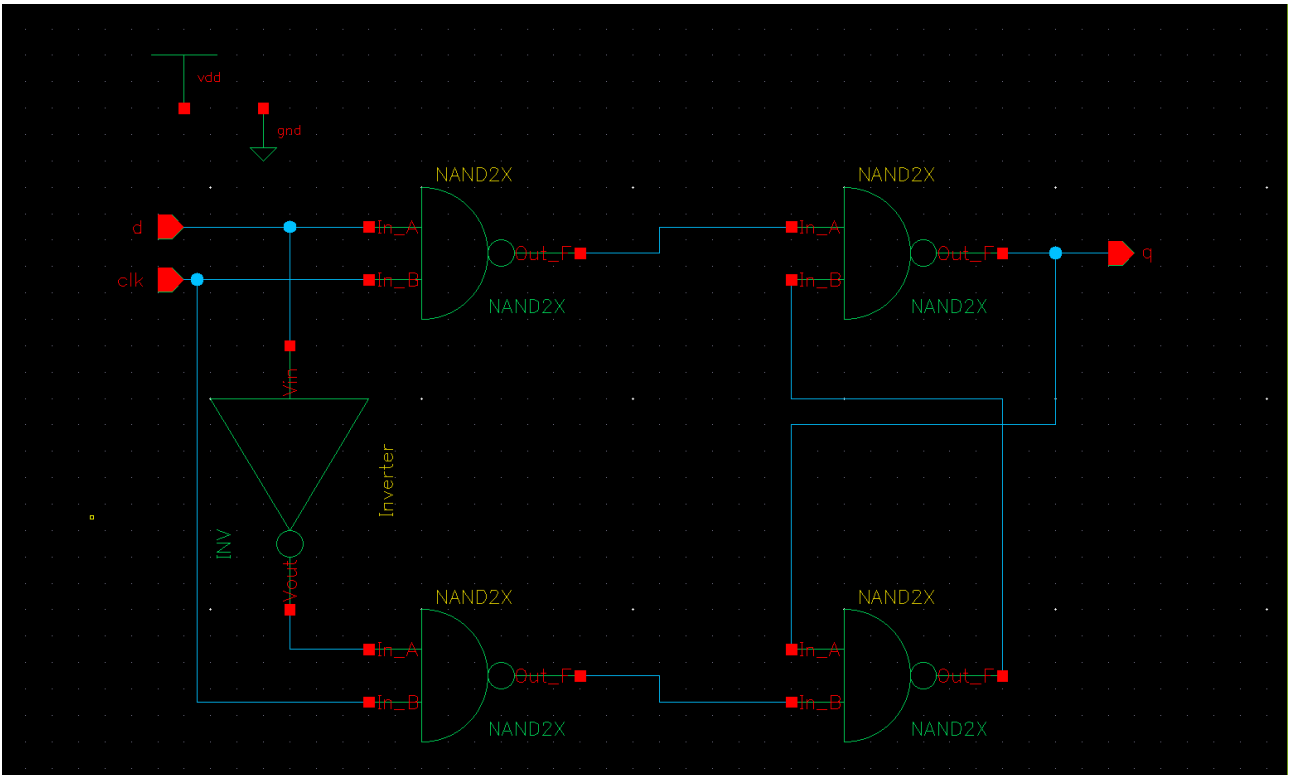 vdd
gnd
NAND2X
NAND2X
d
In_A
Out_F
In_A
Out_F
q
clk
In_B
In_B
NAND2X
NAND2X
Vin
Inverter
INV
Vout
NAND2X
NAND2X
In_A
Out_F
In_A
Out_F
In_B
In_B
NAND2X
NAND2X